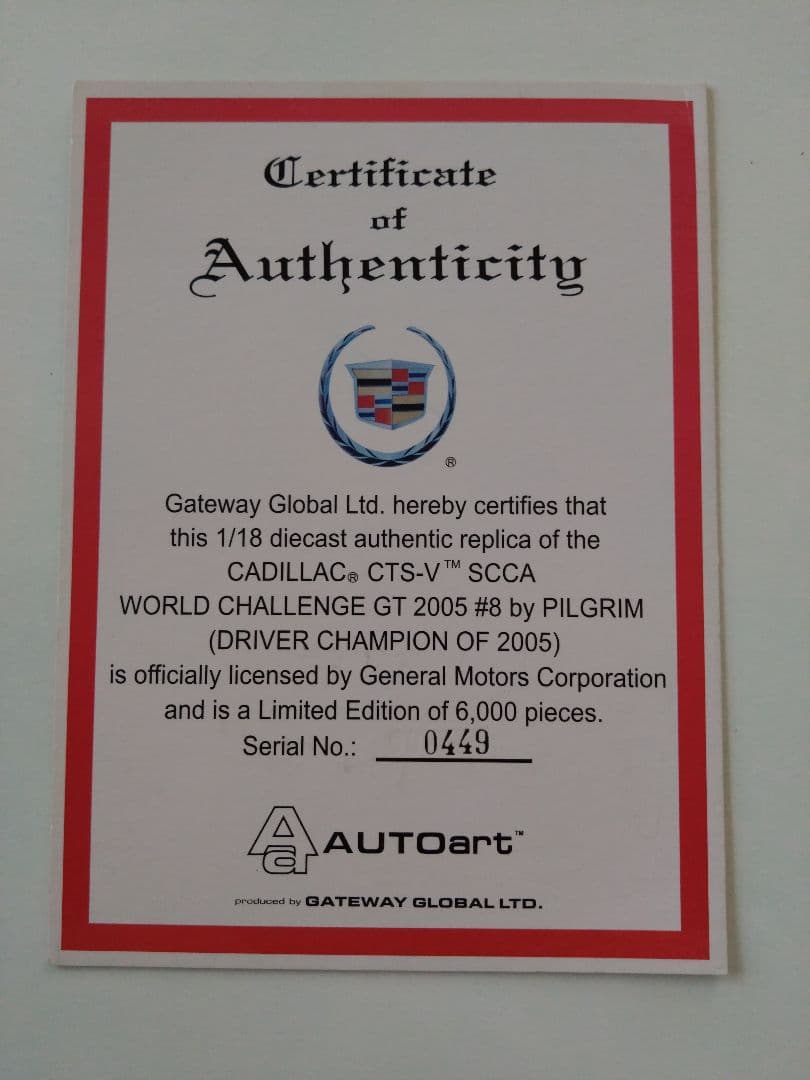 Certificate
of
Authenticity
®
Gateway Global Ltd. hereby certifies that
this 1/18 diecast authentic replica of the
CADILLAC® CTS-V™ SCCA
WORLD CHALLENGE GT 2005 #8 by PILGRIM
(DRIVER CHAMPION OF 2005)
is officially licensed by General Motors Corporation
and is a Limited Edition of 6,000 pieces.
Serial No.: 0449
Aa AUTOart™
produced by GATEWAY GLOBAL LTD.